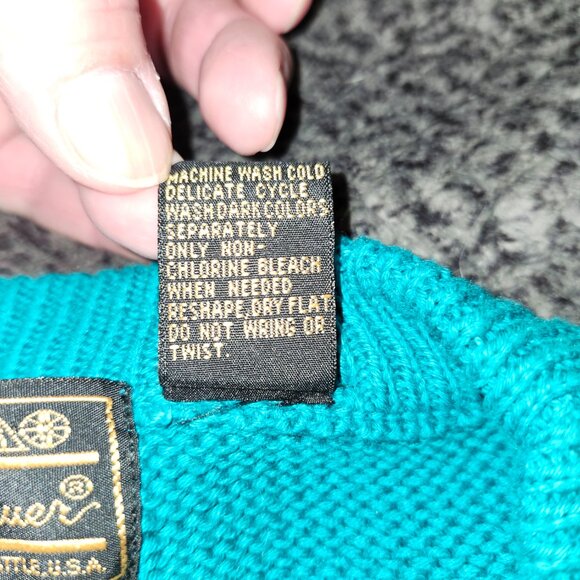 MACHINE WASH COLD
DELICATE CYCLE
WASH DARK COLORS
SEPARATELY
ONLY NON-
CHLORINE BLEACH
WHEN NEEDED
RESHAPE, DRY FLAT
DO NOT WRING OR
TWIST.
®
U.S.A.